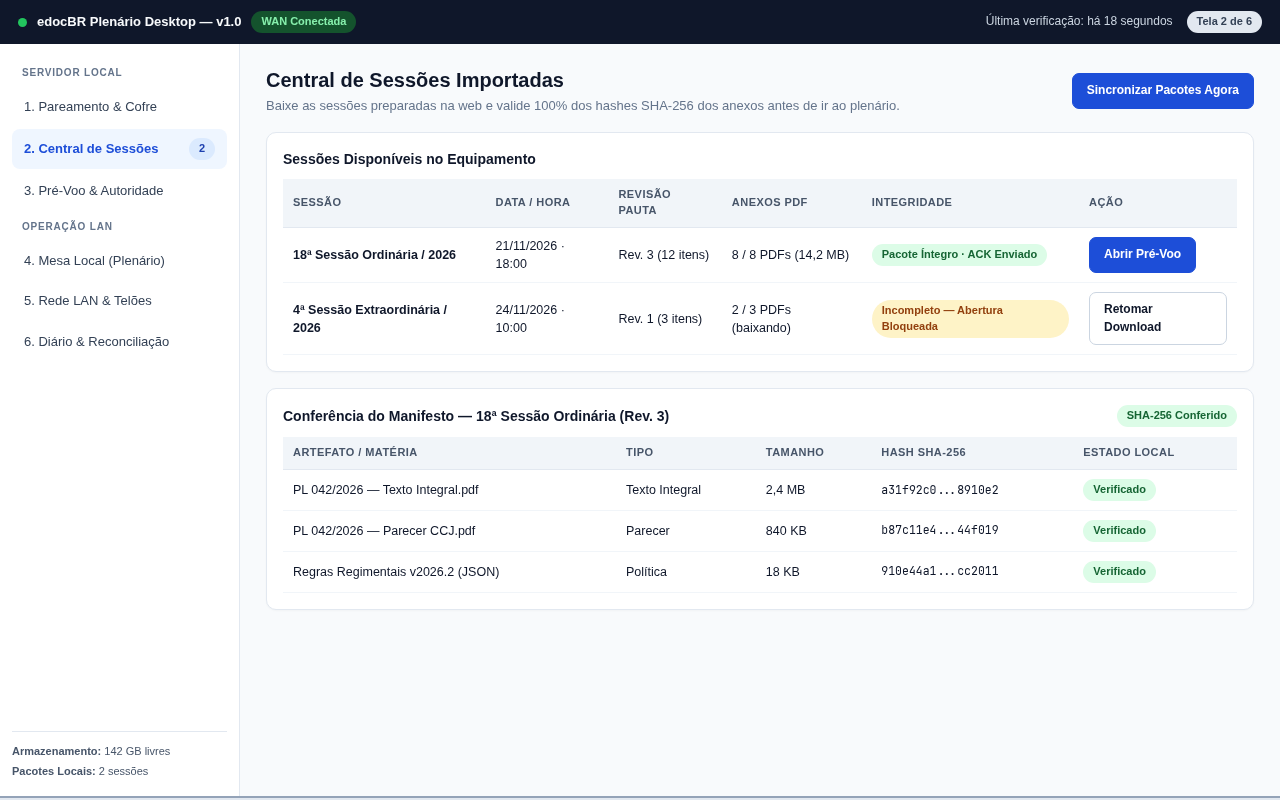 edocBR Plenário Desktop — v1.0
WAN Conectada
Última verificação: há 18 segundos
Tela 2 de 6
SERVIDOR LOCAL
1. Pareamento & Cofre
2. Central de Sessões
2
3. Pré-Voo & Autoridade
OPERAÇÃO LAN
4. Mesa Local (Plenário)
5. Rede LAN & Telões
6. Diário & Reconciliação
Armazenamento: 142 GB livres
Pacotes Locais: 2 sessões
Central de Sessões Importadas
Baixe as sessões preparadas na web e valide 100% dos hashes SHA-256 dos anexos antes de ir ao plenário.
Sincronizar Pacotes Agora
Sessões Disponíveis no Equipamento
SESSÃO
DATA / HORA
REVISÃO
PAUTA
ANEXOS PDF
INTEGRIDADE
AÇÃO
18ª Sessão Ordinária / 2026
21/11/2026 ·
18:00
Rev. 3 (12 itens)
8 / 8 PDFs (14,2 MB)
Pacote Íntegro · ACK Enviado
Abrir Pré-Voo
4ª Sessão Extraordinária /
2026
24/11/2026 ·
10:00
Rev. 1 (3 itens)
2 / 3 PDFs
(baixando)
Incompleto — Abertura
Bloqueada
Retomar
Download
Conferência do Manifesto — 18ª Sessão Ordinária (Rev. 3)
SHA-256 Conferido
ARTEFATO / MATÉRIA
TIPO
TAMANHO
HASH SHA-256
ESTADO LOCAL
PL 042/2026 — Texto Integral.pdf
Texto Integral
2,4 MB
a31f92c0...8910e2
Verificado
PL 042/2026 — Parecer CCJ.pdf
Parecer
840 KB
b87c11e4...44f019
Verificado
Regras Regimentais v2026.2 (JSON)
Política
18 KB
910e44a1...cc2011
Verificado